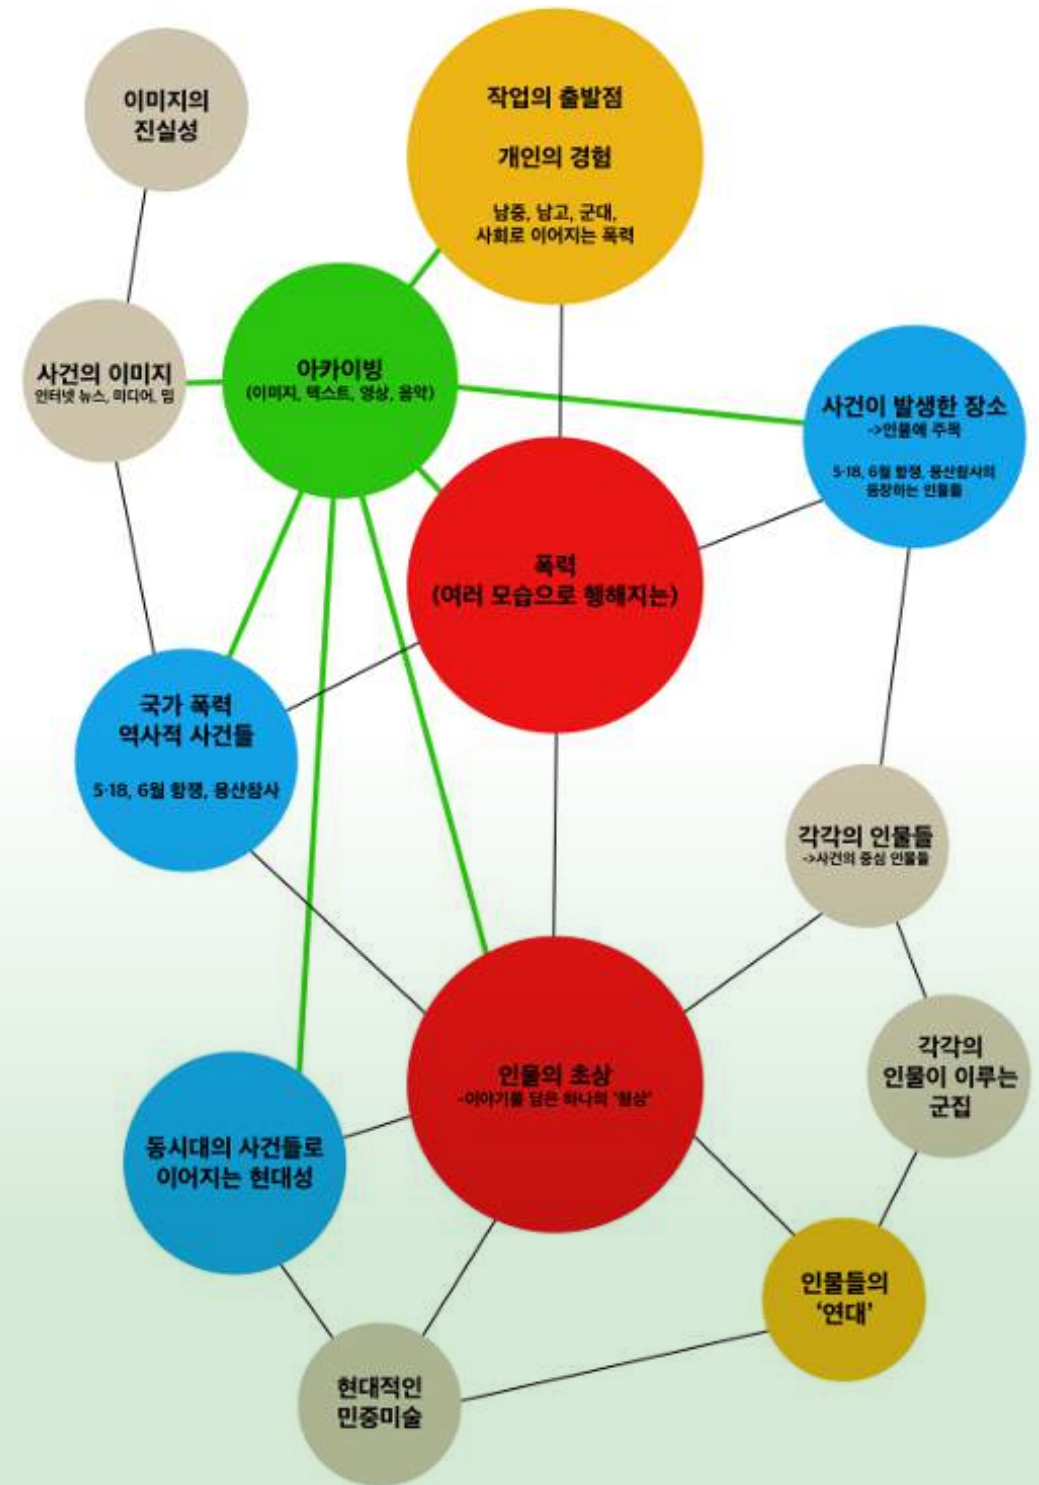 이미지의
진실성
작업의 출발점
개인의 경험
남중, 남고, 군대,
사회로 이어지는 폭력
아카이빙
(이미지, 텍스트, 영상, 음악)
사건의 이미지
인터넷 뉴스, 미디어, 밈
사건이 발생한 장소
->인물에 주목
5·18, 6월 항쟁, 용산참사의
등장하는 인물들
폭력
(여러 모습으로 행해지는)
국가 폭력
역사적 사건들
5·18, 6월 항쟁, 용산참사
각각의 인물들
->사건의 중심 인물들
인물의 초상
-이야기를 담은 하나의 '형상'
각각의
인물이 이루는
군집
동시대의 사건들로
이어지는 현대성
인물들의
'연대'
현대적인
민중미술